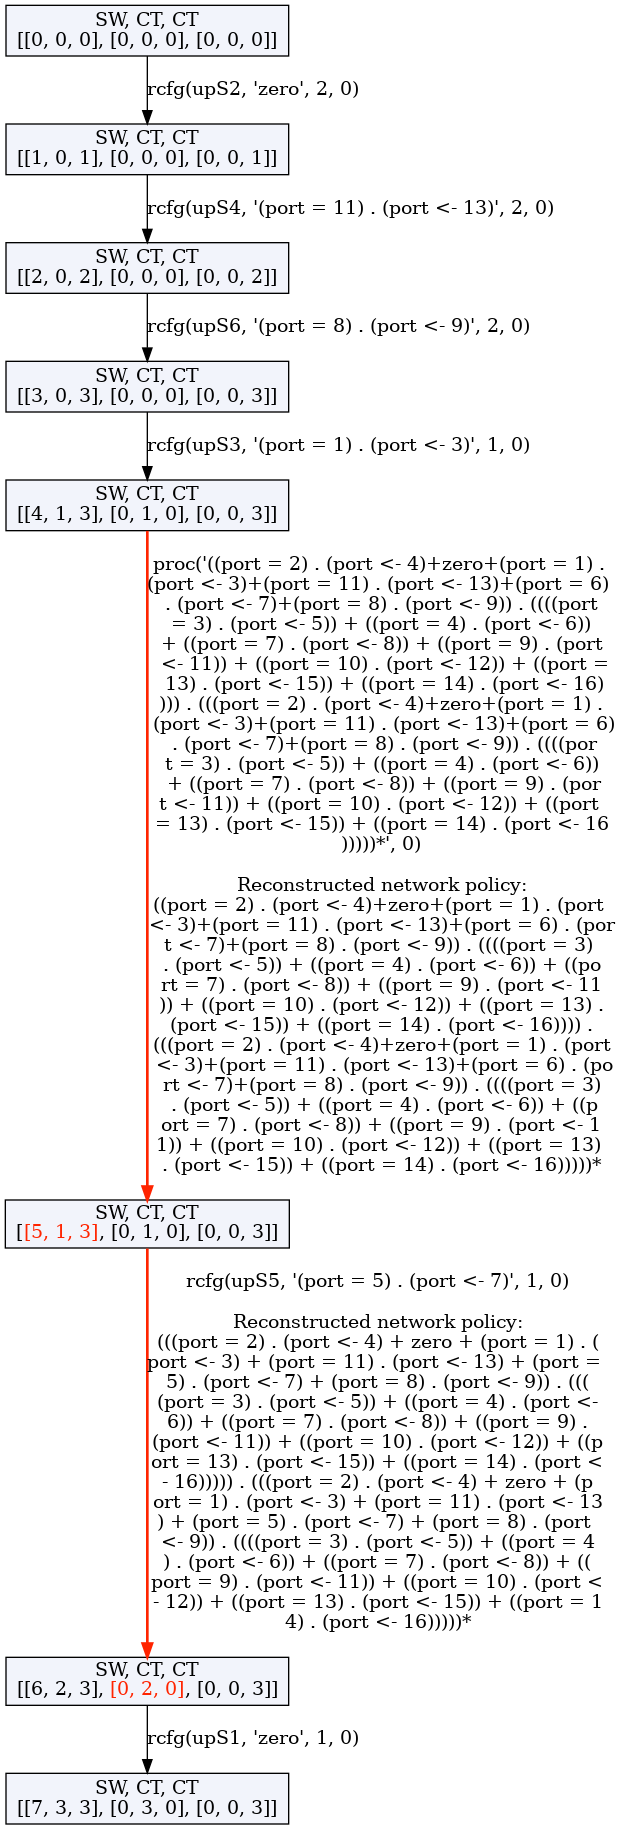 SW, CT, CT
[[0, 0, 0], [0, 0, 0], [0, 0, 0]]
rcfg(upS2, 'zero', 2, 0)
SW, CT, CT
[[1, 0, 1], [0, 0, 0], [0, 0, 1]]
rcfg(upS4, '(port = 11) . (port <- 13)', 2, 0)
SW, CT, CT
[[2, 0, 2], [0, 0, 0], [0, 0, 2]]
rcfg(upS6, '(port = 8) . (port <- 9)', 2, 0)
SW, CT, CT
[[3, 0, 3], [0, 0, 0], [0, 0, 3]]
rcfg(upS3, '(port = 1) . (port <- 3)', 1, 0)
SW, CT, CT
[[4, 1, 3], [0, 1, 0], [0, 0, 3]]
proc('((port = 2) . (port <- 4)+zero+(port = 1) .
(port <- 3)+(port = 11) . (port <- 13)+(port = 6)
. (port <- 7)+(port = 8) . (port <- 9)) . ((((port
= 3) . (port <- 5)) + ((port = 4) . (port <- 6))
+ ((port = 7) . (port <- 8)) + ((port = 9) . (port
<- 11)) + ((port = 10) . (port <- 12)) + ((port =
13) . (port <- 15)) + ((port = 14) . (port <- 16)
))) . (((port = 2) . (port <- 4)+zero+(port = 1) .
(port <- 3)+(port = 11) . (port <- 13)+(port = 6)
. (port <- 7)+(port = 8) . (port <- 9)) . ((((por
t = 3) . (port <- 5)) + ((port = 4) . (port <- 6))
+ ((port = 7) . (port <- 8)) + ((port = 9) . (por
t <- 11)) + ((port = 10) . (port <- 12)) + ((port
= 13) . (port <- 15)) + ((port = 14) . (port <- 16
)))))*', 0)
Reconstructed network policy:
((port = 2) . (port <- 4)+zero+(port = 1) . (port
<- 3)+(port = 11) . (port <- 13)+(port = 6) . (por
t <- 7)+(port = 8) . (port <- 9)) . ((((port = 3)
. (port <- 5)) + ((port = 4) . (port <- 6)) + ((po
rt = 7) . (port <- 8)) + ((port = 9) . (port <- 11
)) + ((port = 10) . (port <- 12)) + ((port = 13) .
(port <- 15)) + ((port = 14) . (port <- 16)))) .
(((port = 2) . (port <- 4)+zero+(port = 1) . (port
<- 3)+(port = 11) . (port <- 13)+(port = 6) . (po
rt <- 7)+(port = 8) . (port <- 9)) . ((((port = 3)
. (port <- 5)) + ((port = 4) . (port <- 6)) + ((p
ort = 7) . (port <- 8)) + ((port = 9) . (port <- 1
1)) + ((port = 10) . (port <- 12)) + ((port = 13)
. (port <- 15)) + ((port = 14) . (port <- 16)))))*
SW, CT, CT
[[5, 1, 3], [0, 1, 0], [0, 0, 3]]
rcfg(upS5, '(port = 5) . (port <- 7)', 1, 0)
Reconstructed network policy:
(((port = 2) . (port <- 4) + zero + (port = 1) . (
port <- 3) + (port = 11) . (port <- 13) + (port =
5) . (port <- 7) + (port = 8) . (port <- 9)) . (((
(port = 3) . (port <- 5)) + ((port = 4) . (port <-
6)) + ((port = 7) . (port <- 8)) + ((port = 9) .
(port <- 11)) + ((port = 10) . (port <- 12)) + ((p
ort = 13) . (port <- 15)) + ((port = 14) . (port <
- 16))))) . (((port = 2) . (port <- 4) + zero + (p
ort = 1) . (port <- 3) + (port = 11) . (port <- 13
) + (port = 5) . (port <- 7) + (port = 8) . (port
<- 9)) . ((((port = 3) . (port <- 5)) + ((port = 4
) . (port <- 6)) + ((port = 7) . (port <- 8)) + ((
port = 9) . (port <- 11)) + ((port = 10) . (port <
- 12)) + ((port = 13) . (port <- 15)) + ((port = 1
4) . (port <- 16)))))*
SW, CT, CT
[[6, 2, 3], [0, 2, 0], [0, 0, 3]]
rcfg(upS1, 'zero', 1, 0)
SW, CT, CT
[[7, 3, 3], [0, 3, 0], [0, 0, 3]]